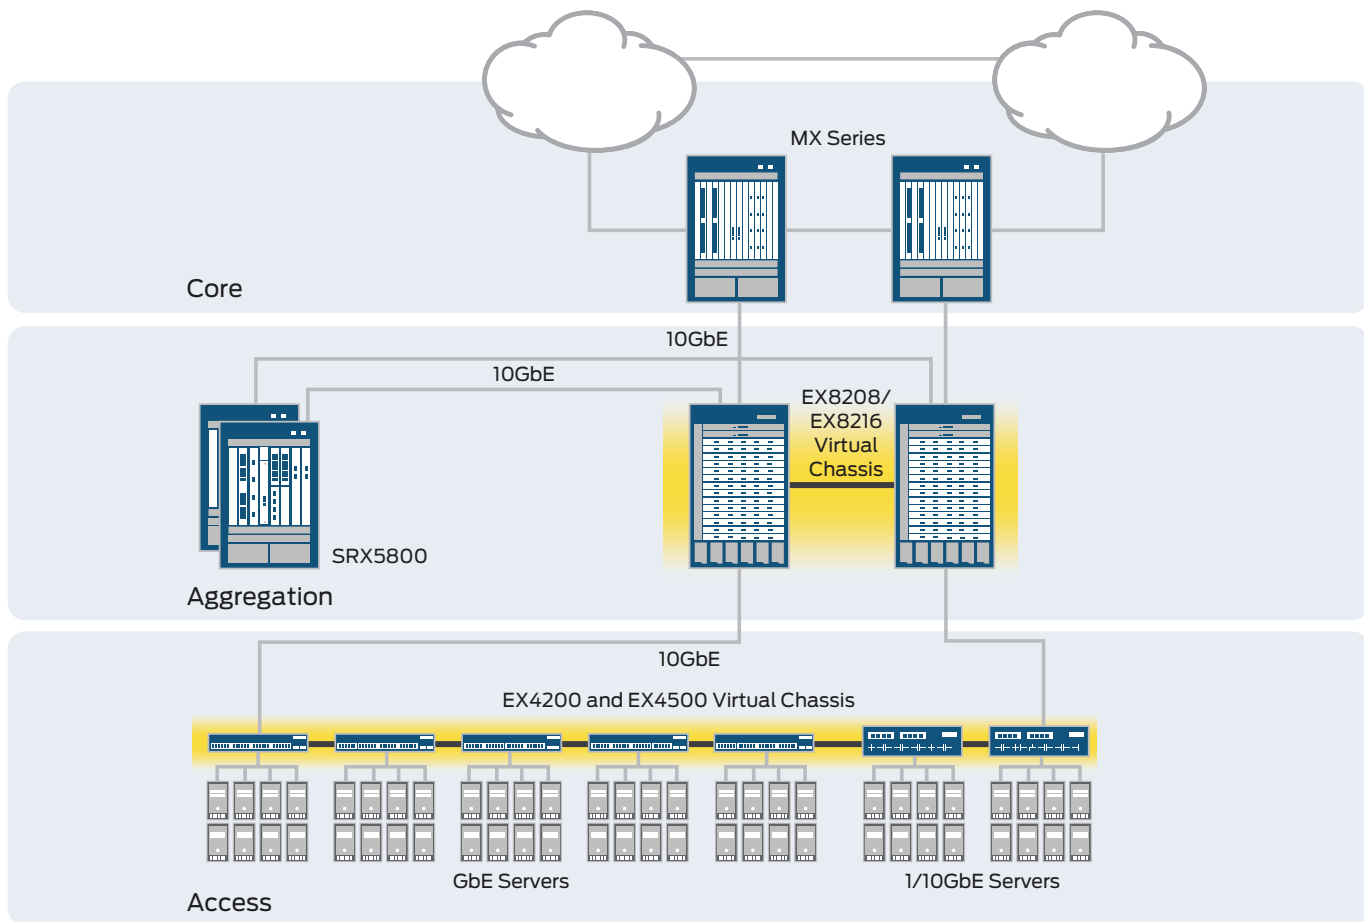 MX Series
Core
10GbE
10GbE
EX8208/
EX8216
Virtual
Chassis
SRX5800
Aggregation
10GbE
EX4200 and EX4500 Virtual Chassis
GbE Servers
1/10GbE Servers
Access